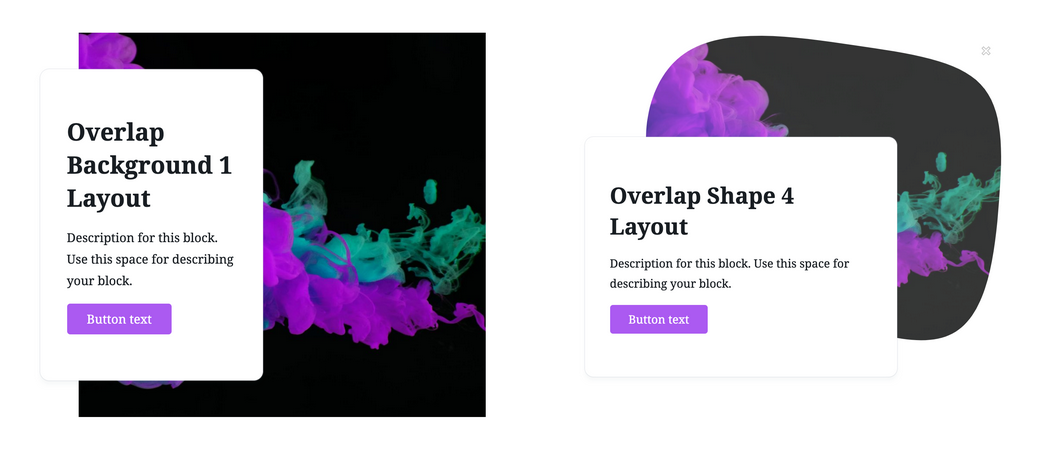 Overlap
Background 1
Layout
Description for this block.
Use this space for describing
your block.
Button text
Overlap Shape 4
Layout
Description for this block. Use this space for
describing your block.
Button text